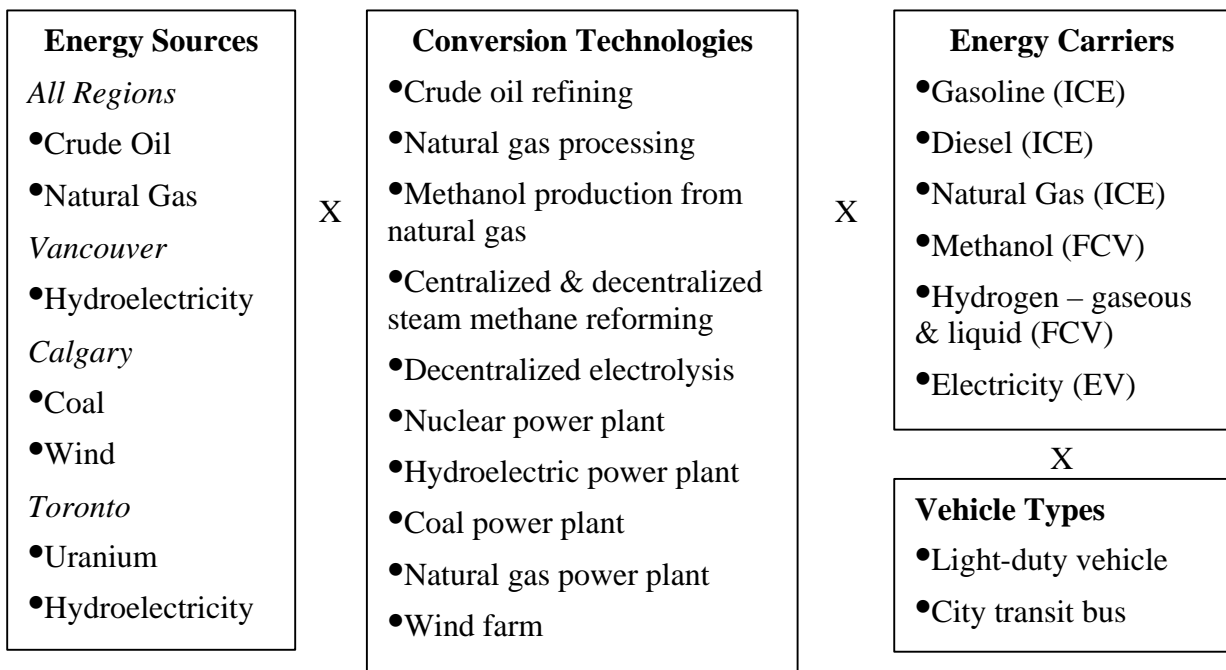 Energy Sources
All Regions
•Crude Oil
•Natural Gas
Vancouver
•Hydroelectricity
Calgary
•Coal
•Wind
Toronto
•Uranium
•Hydroelectricity
X
Conversion Technologies
•Crude oil refining
•Natural gas processing
•Methanol production from
natural gas
•Centralized & decentralized
steam methane reforming
•Decentralized electrolysis
•Nuclear power plant
•Hydroelectric power plant
•Coal power plant
•Natural gas power plant
•Wind farm
X
Energy Carriers
•Gasoline (ICE)
•Diesel (ICE)
•Natural Gas (ICE)
•Methanol (FCV)
•Hydrogen – gaseous
& liquid (FCV)
•Electricity (EV)
X
Vehicle Types
•Light-duty vehicle
•City transit bus